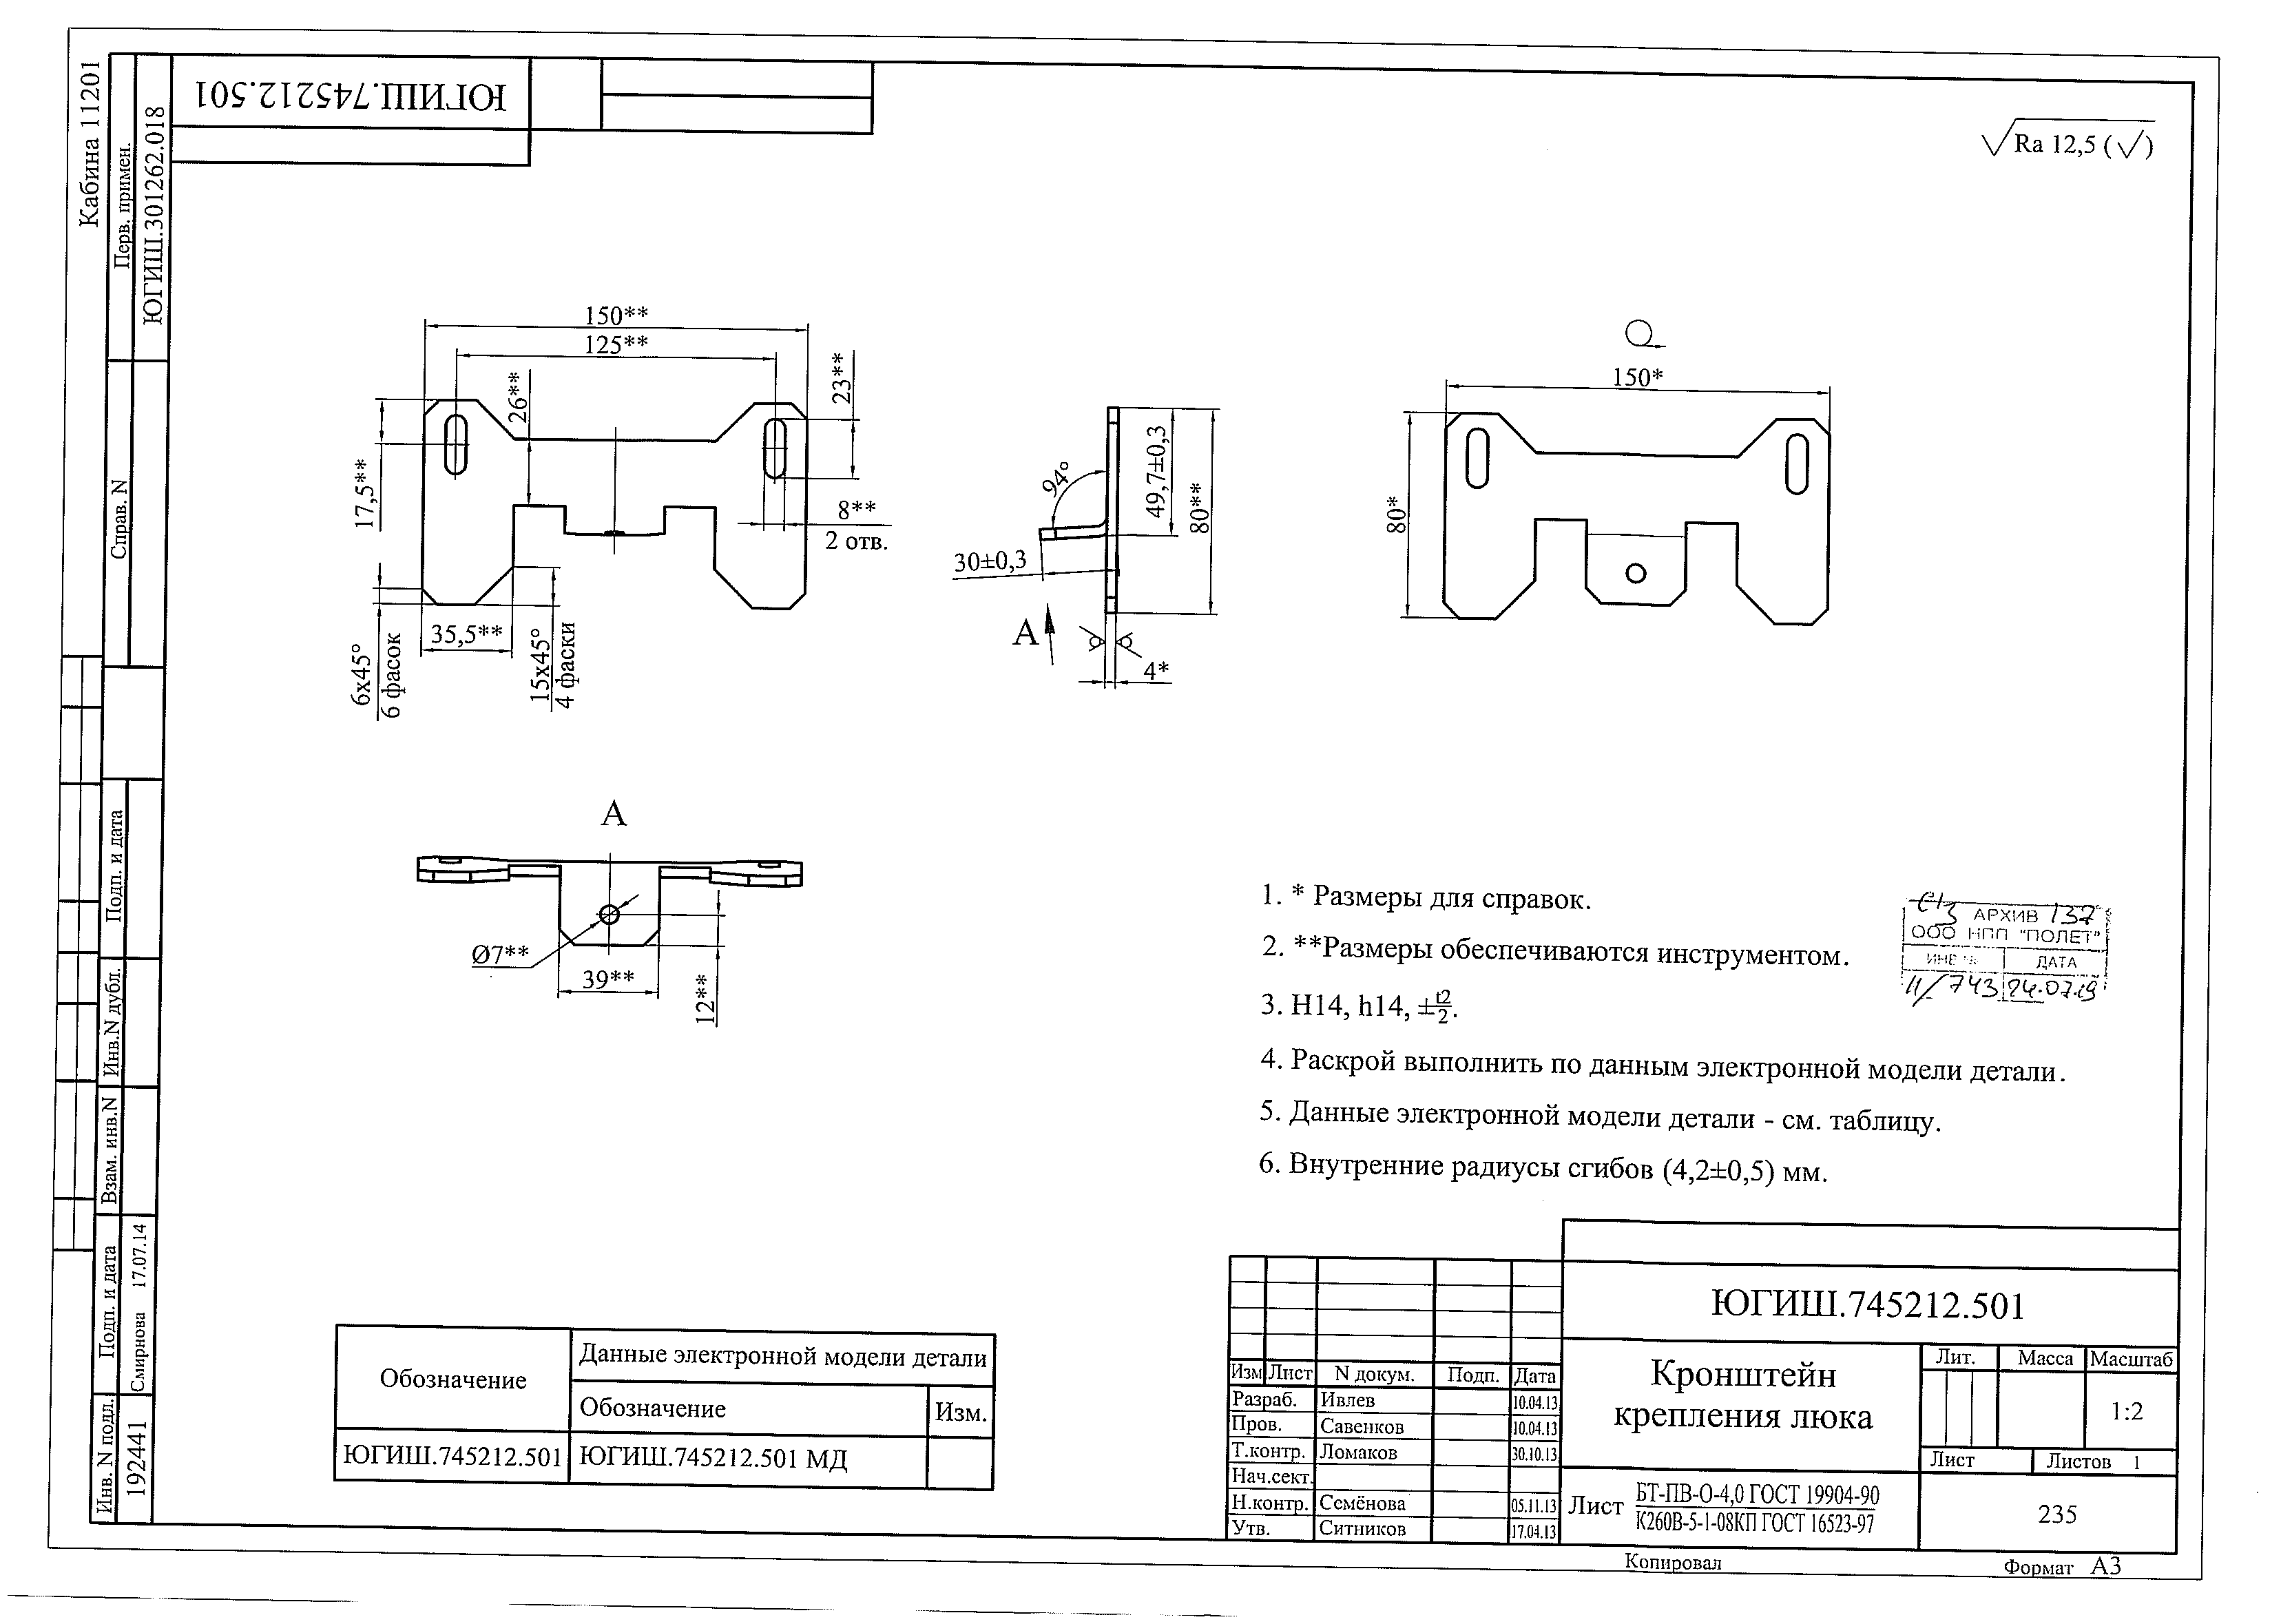 Кабина 11201
Перв. примен.
ЮГИШ.301262.018
ЮГИШ.745212.501
Справ. N
Подп. и дата
Инв.N дубл.
Взам. инв.N
Подп. и дата
Смирнова 17.07.14
Инв. N подл.
192441
Ra 12,5 (√)
150**
125**
26**
23**
17,5**
8**
2 отв.
35,5**
6x45°
6 фасок
15x45°
4 фаски
94°
49,7±0,3
80**
30±0,3
А
4*
150*
80*
А
Ø7**
39**
12**
1. * Размеры для справок.
2. **Размеры обеспечиваются инструментом.
3. H14, h14, ±t2/2.
4. Раскрой выполнить по данным электронной модели детали.
5. Данные электронной модели детали - см. таблицу.
6. Внутренние радиусы сгибов (4,2±0,5) мм.
АРХИВ 137
ООО НПП "ПОЛЕТ"
ИНВ № ДАТА
11/743 24.07.19
Обозначение
Данные электронной модели детали
Обозначение Изм.
ЮГИШ.745212.501 ЮГИШ.745212.501 МД
ЮГИШ.745212.501
Изм Лист N докум. Подп. Дата
Разраб. Ивлев 10.04.13
Пров. Савенков 10.04.13
Т.контр. Ломаков 30.10.13
Нач.сект.
Н.контр. Семёнова 05.11.13
Утв. Ситников 17.04.13
Кронштейн
крепления люка
Лит. Масса Масштаб
1:2
Лист Листов 1
Лист БТ-ПВ-О-4,0 ГОСТ 19904-90
К260В-5-1-08КП ГОСТ 16523-97
235
Копировал
Формат А3